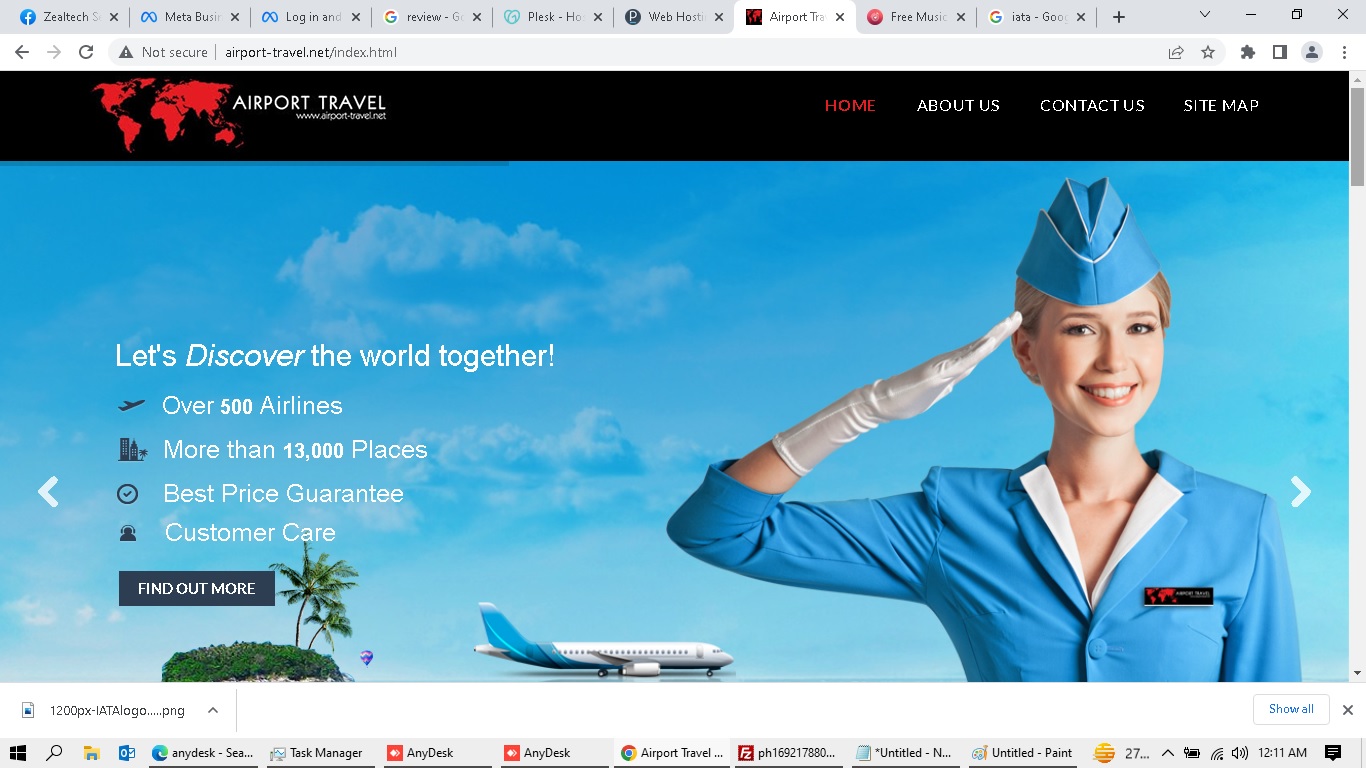 Zealtech S
Meta Busin
Log in and
review - Go
Plesk - Hos
Web Hosti
Airport Tra
Free Music
iata - Goog
Not secure
airport-travel.net/index.html
AIRPORT TRAVEL
www.airport-travel.net
HOME
ABOUT US
CONTACT US
SITE MAP
Let's Discover the world together!
Over 500 Airlines
More than 13,000 Places
Best Price Guarantee
Customer Care
FIND OUT MORE
AIRPORT TRAVEL
1200px-IATAlogo.....png
Show all
anydesk - Sea...
Task Manager
AnyDesk
AnyDesk
Airport Travel ...
ph169217880...
*Untitled - N...
Untitled - Paint
27...
12:11 AM